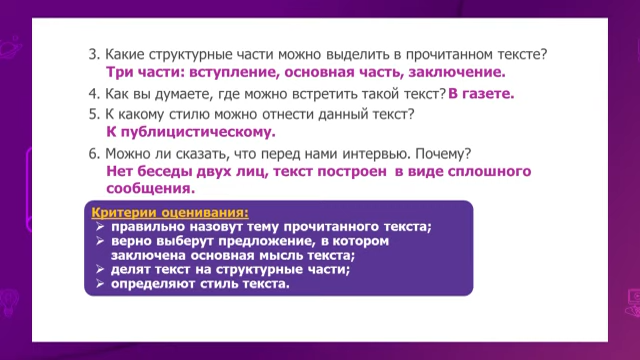 3. Какие структурные части можно выделить в прочитанном тексте?
Три части: вступление, основная часть, заключение.
4. Как вы думаете, где можно встретить такой текст? В газете.
5. К какому стилю можно отнести данный текст?
К публицистическому.
6. Можно ли сказать, что перед нами интервью. Почему?
Нет беседы двух лиц, текст построен в виде сплошного
сообщения.
Критерии оценивания:
➢ правильно назовут тему прочитанного текста;
➢ верно выберут предложение, в котором
заключена основная мысль текста;
➢ делят текст на структурные части;
➢ определяют стиль текста.